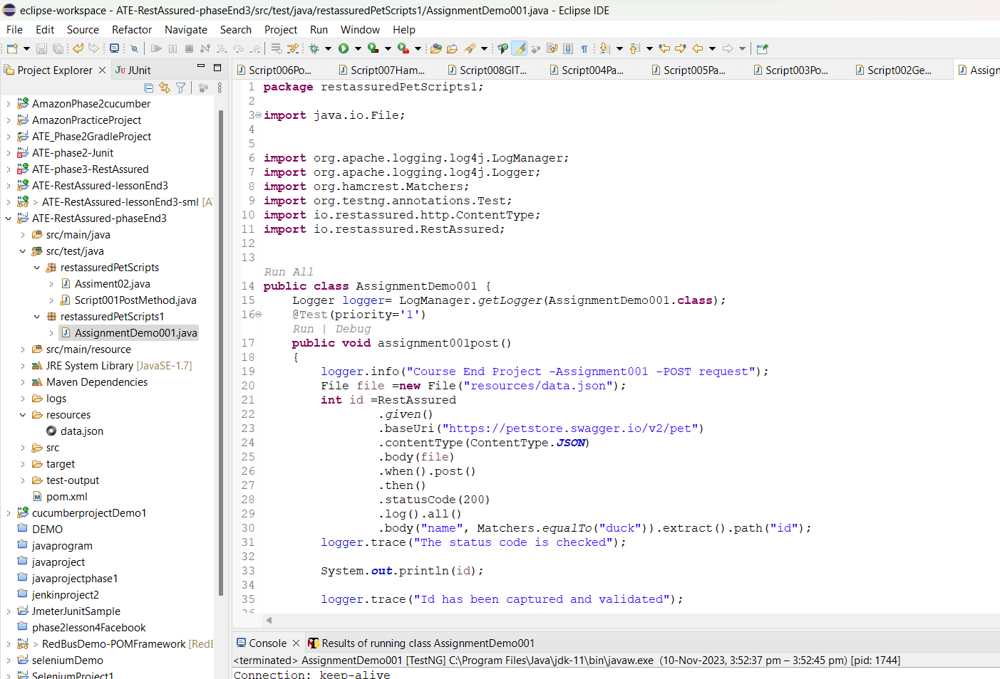 eclipse-workspace - ATE-RestAssured-phaseEnd3/src/test/java/restassuredPetScripts1/AssignmentDemo001.java - Eclipse IDE
File Edit Source Refactor Navigate Search Project Run Window Help
Project Explorer JUnit
AmazonPhase2cucumber
AmazonPracticeProject
ATE_Phase2GradleProject
ATE-phase2-Junit
ATE-phase3-RestAssured
ATE-RestAssured-lessonEnd3
> ATE-RestAssured-lessonEnd3-sml [A
ATE-RestAssured-phaseEnd3
src/main/java
src/test/java
restassuredPetScripts
Assiment02.java
Script001PostMethod.java
restassuredPetScripts1
AssignmentDemo001.java
src/main/resource
JRE System Library [JavaSE-1.7]
Maven Dependencies
logs
resources
data.json
src
target
test-output
pom.xml
cucumberprojectDemo1
DEMO
javaprogram
javaproject
javaprojectphase1
jenkinproject2
JmeterJunitSample
phase2lesson4Facebook
> RedBusDemo-POMFramework [RedE
seleniumDemo
SeleniumProject1
Script006Po... Script007Ham... Script008GIT... Script004Pa... Script005Pa... Script003Po... Script002Ge... Assign
1 package restassuredPetScripts1;
2
3 import java.io.File;
4
5
6 import org.apache.logging.log4j.LogManager;
7 import org.apache.logging.log4j.Logger;
8 import org.hamcrest.Matchers;
9 import org.testng.annotations.Test;
10 import io.restassured.http.ContentType;
11 import io.restassured.RestAssured;
12
13
Run All
14 public class AssignmentDemo001 {
15 Logger logger= LogManager.getLogger(AssignmentDemo001.class);
16 @Test(priority='1')
Run | Debug
17 public void assignment001post()
18 {
19 logger.info("Course End Project -Assignment001 -POST request");
20 File file =new File("resources/data.json");
21 int id =RestAssured
22 .given()
23 .baseUri("https://petstore.swagger.io/v2/pet")
24 .contentType(ContentType.JSON)
25 .body(file)
26 .when().post()
27 .then()
28 .statusCode(200)
29 .log().all()
30 .body("name", Matchers.equalTo("duck")).extract().path("id");
31 logger.trace("The status code is checked");
32
33 System.out.println(id);
34
35 logger.trace("Id has been captured and validated");
Console Results of running class AssignmentDemo001
<terminated> AssignmentDemo001 [TestNG] C:\Program Files\Java\jdk-11\bin\javaw.exe (10-Nov-2023, 3:52:37 pm – 3:52:45 pm) [pid: 1744]
Connection: keep-alive